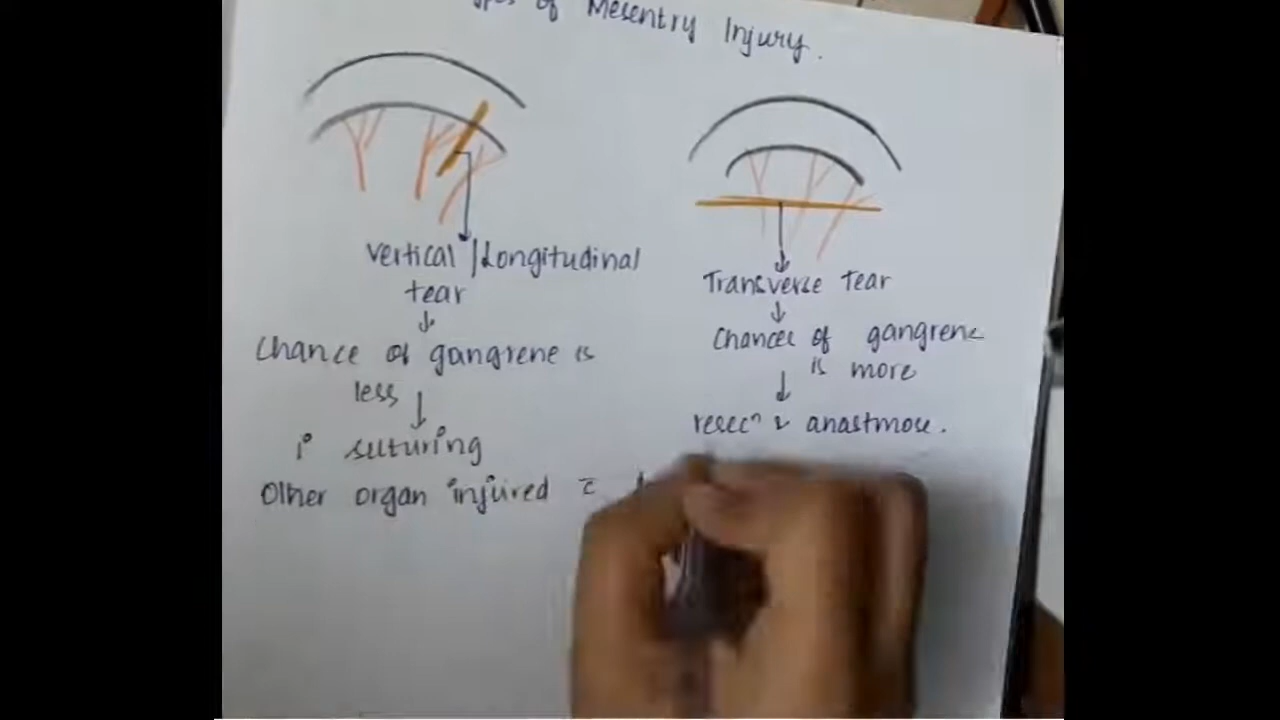 of Mesentry Injury.
Vertical / Longitudinal
tear
↓
Chance of gangrene is
less
↓
1° suturing
Other organ injured c̄
Transverse Tear
↓
Chances of gangrene
is more
↓
resecⁿ & anastmose.